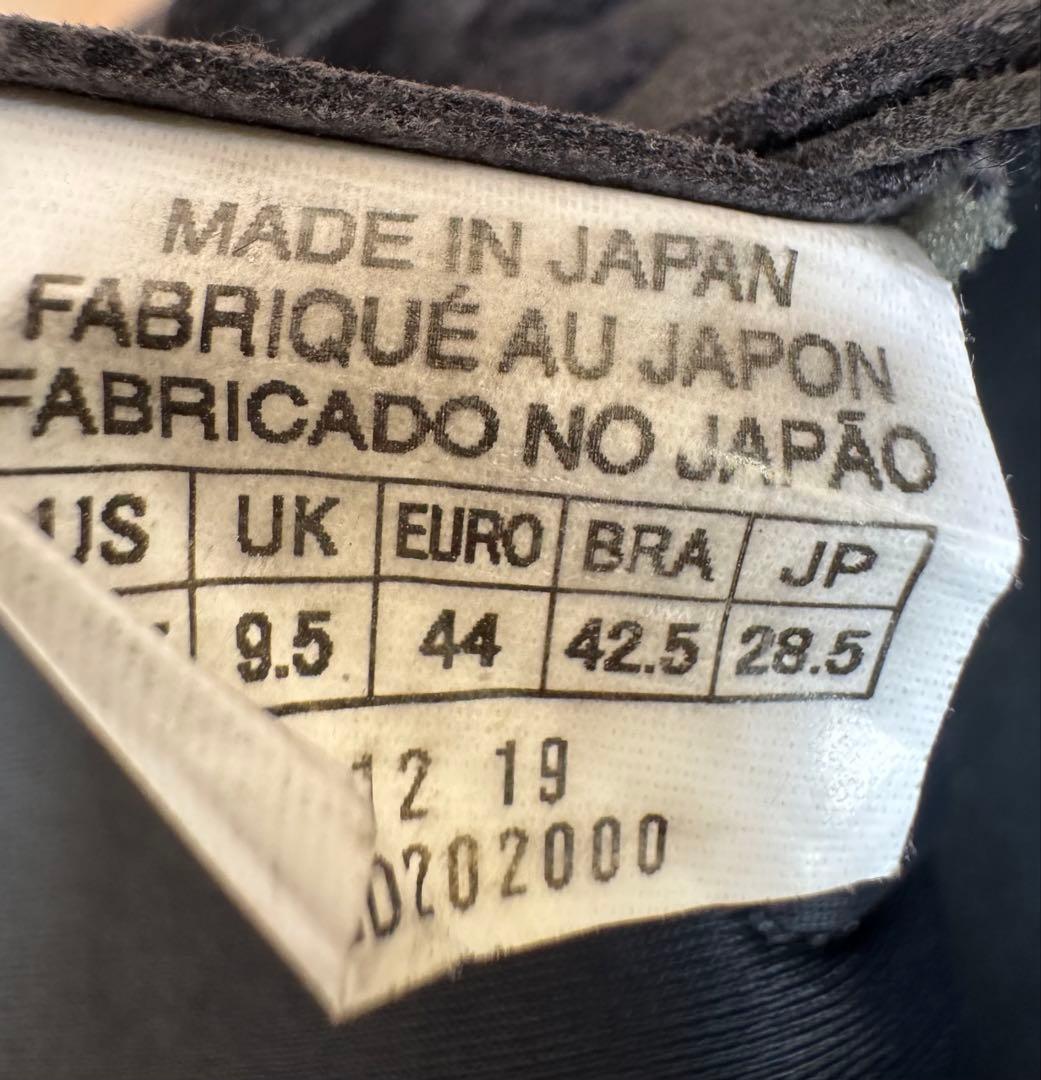 MADE IN JAPAN
FABRIQUÉ AU JAPON
FABRICADO NO JAPÃO
US UK EURO BRA JP
9.5 44 42.5 28.5
12 19
0202000